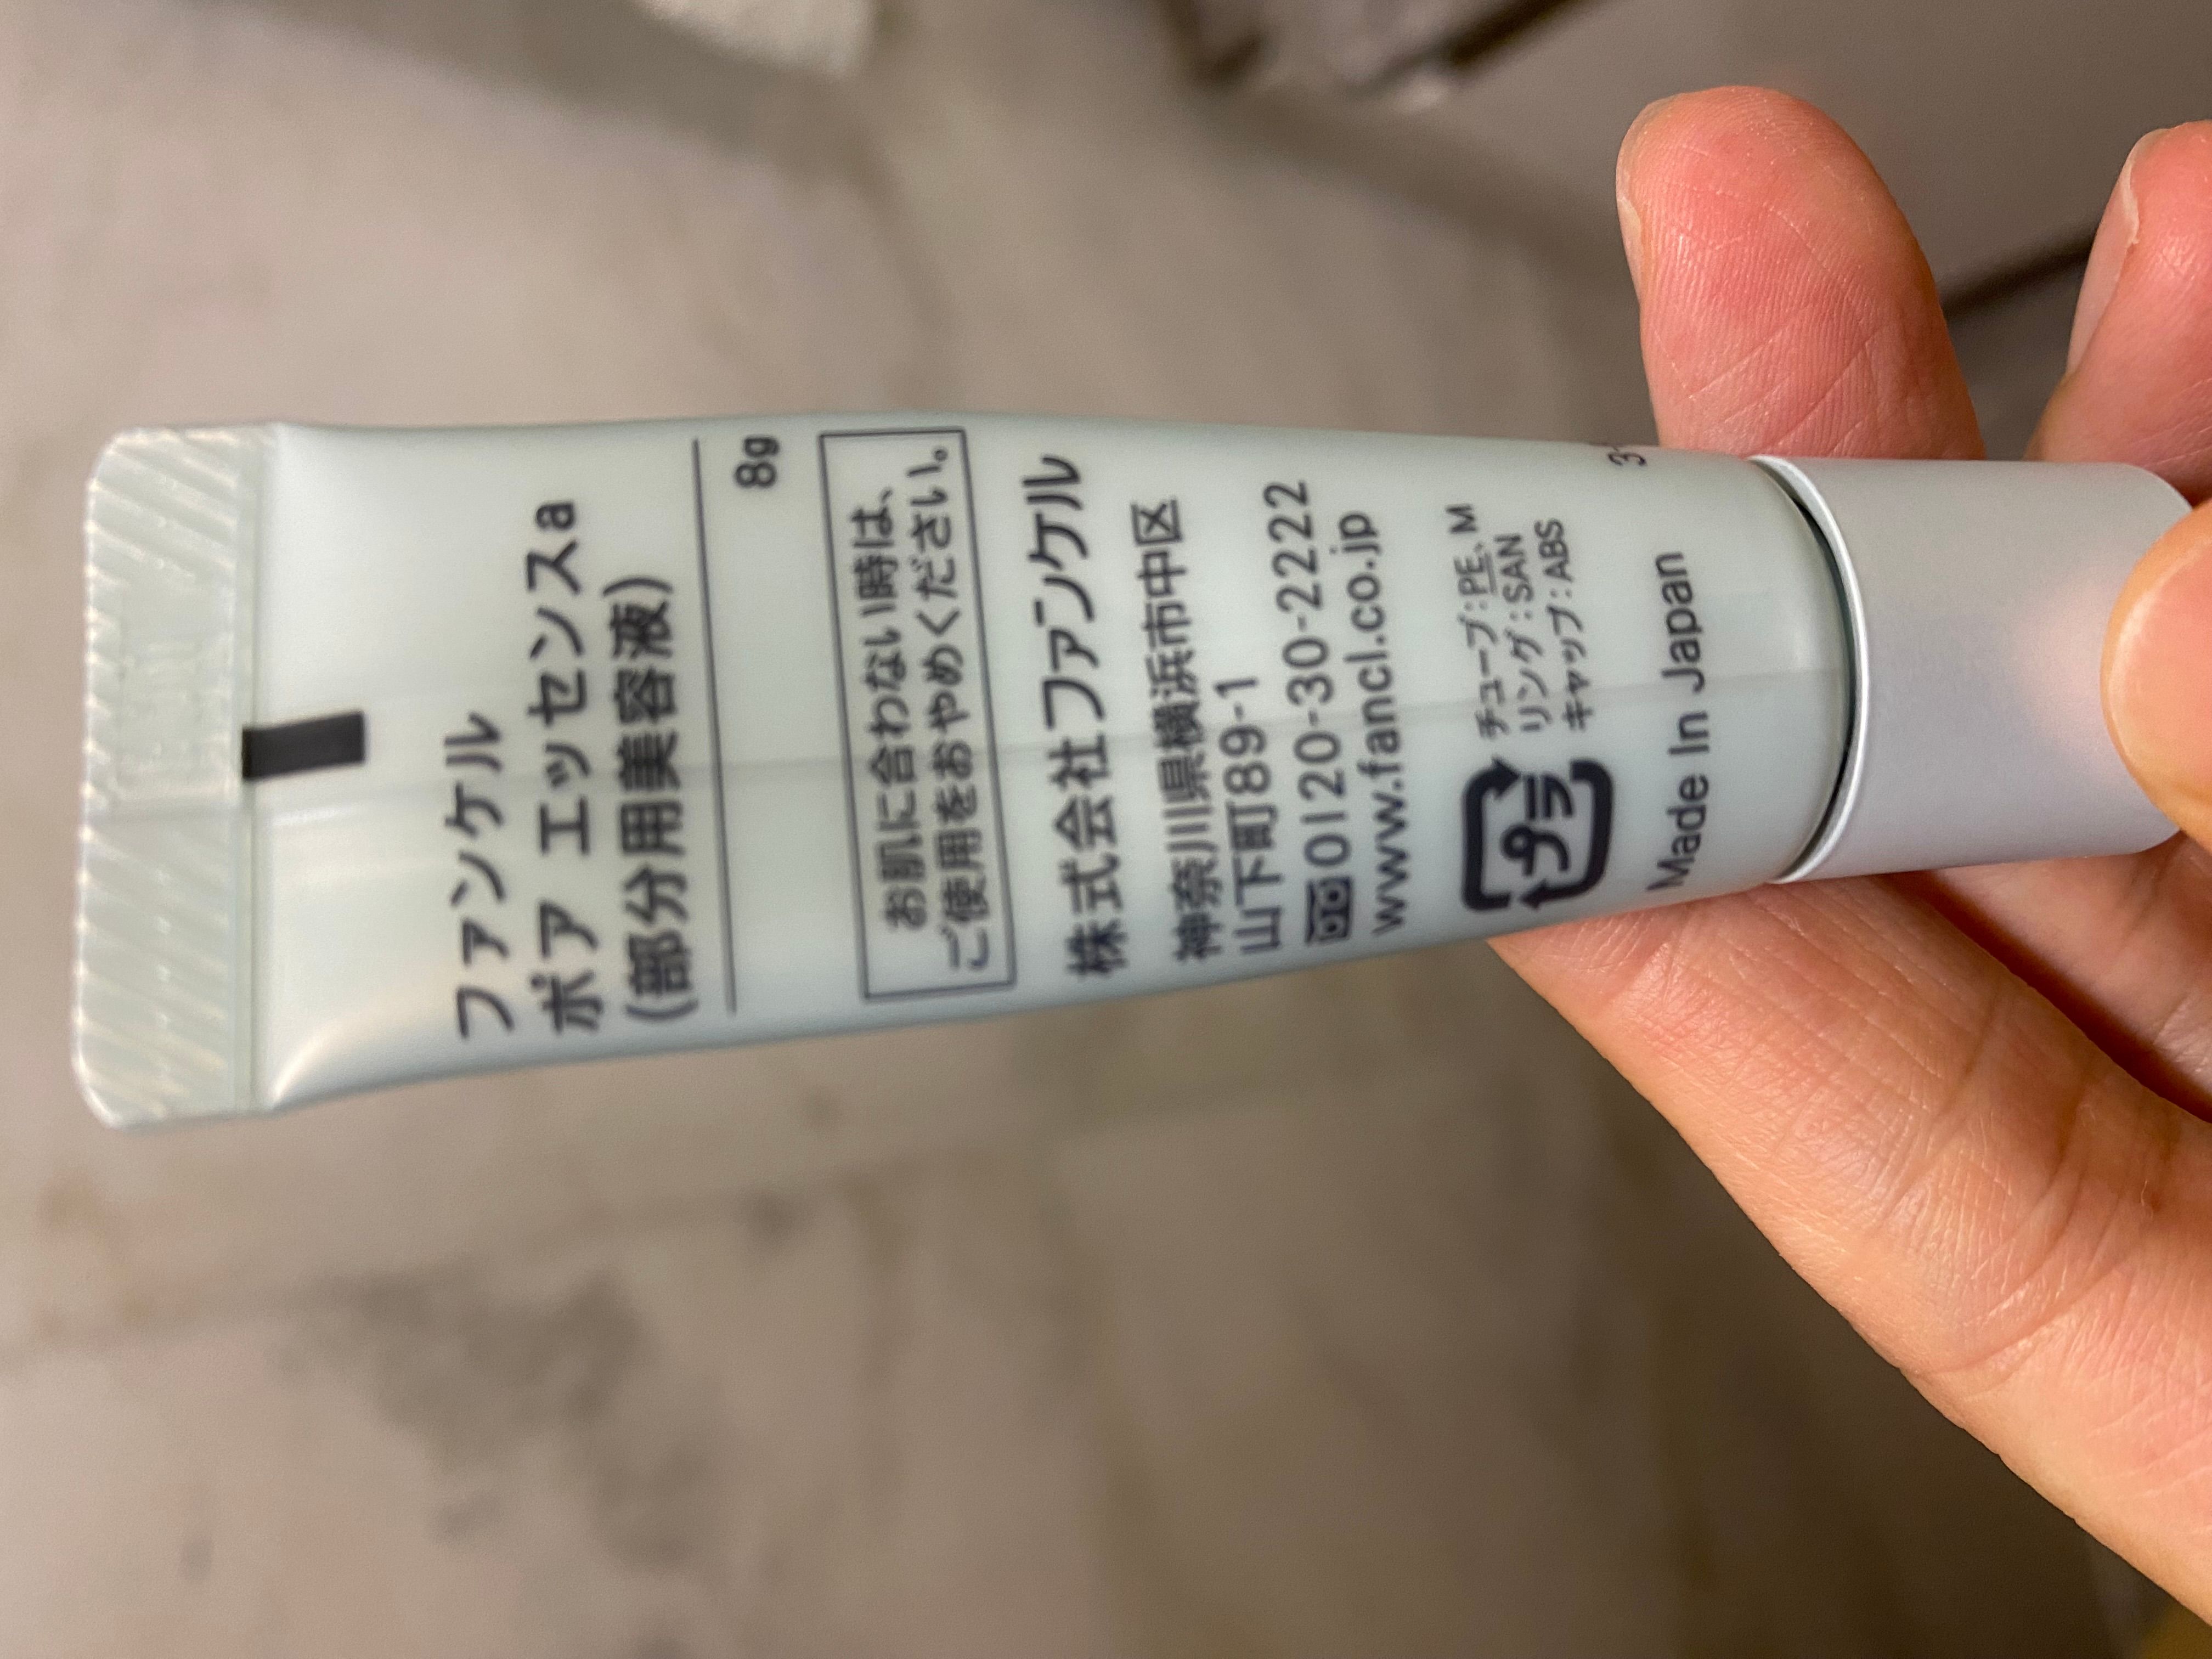 ファンケル
ポア エッセンスa
(部分用美容液)
8g
お肌に合わない時は、
ご使用をおやめください。
株式会社ファンケル
神奈川県横浜市中区
山下町89-1
0120-30-2222
www.fancl.co.jp
プラ
チューブ:PE、M
リング:SAN
キャップ:ABS
Made In Japan